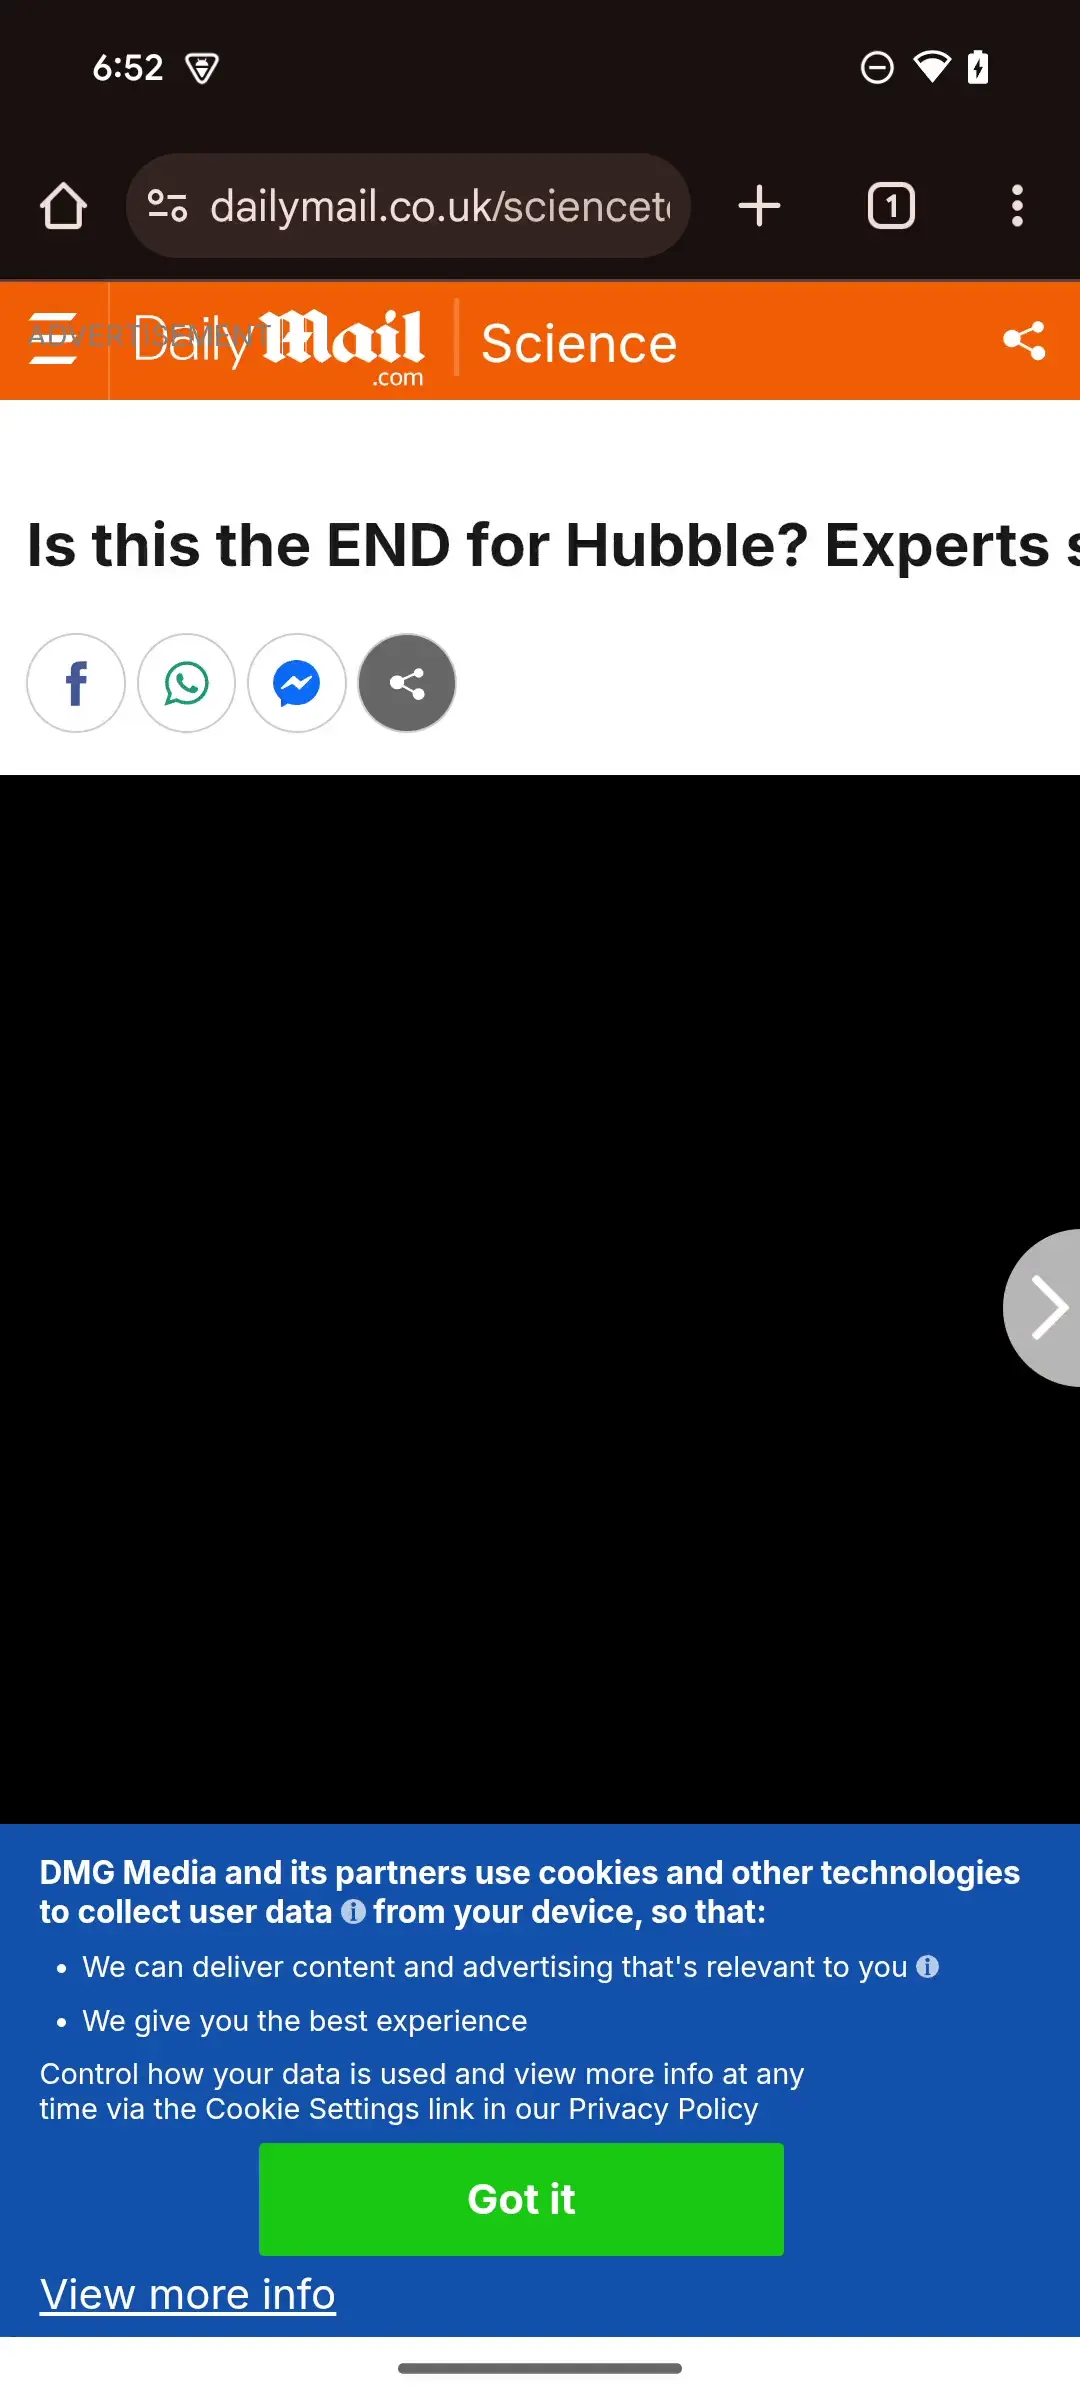 6:52
dailymail.co.uk/sciencet
1
ADVERTISEMENT
Daily Mail
.com
Science
Is this the END for Hubble? Experts s
DMG Media and its partners use cookies and other technologies
to collect user data i from your device, so that:
• We can deliver content and advertising that's relevant to you i
• We give you the best experience
Control how your data is used and view more info at any
time via the Cookie Settings link in our Privacy Policy
Got it
View more info